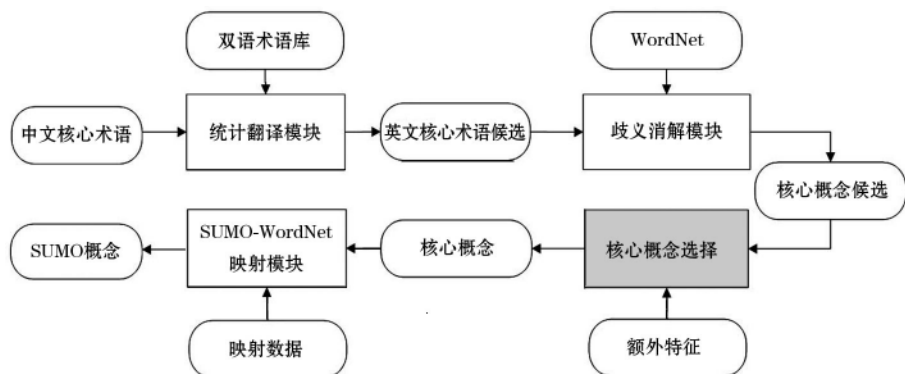 双语术语库
WordNet
中文核心术语
统计翻译模块
英文核心术语候选
歧义消解模块
核心概念候选
SUMO概念
SUMO-WordNet
映射模块
核心概念
核心概念选择
映射数据
额外特征